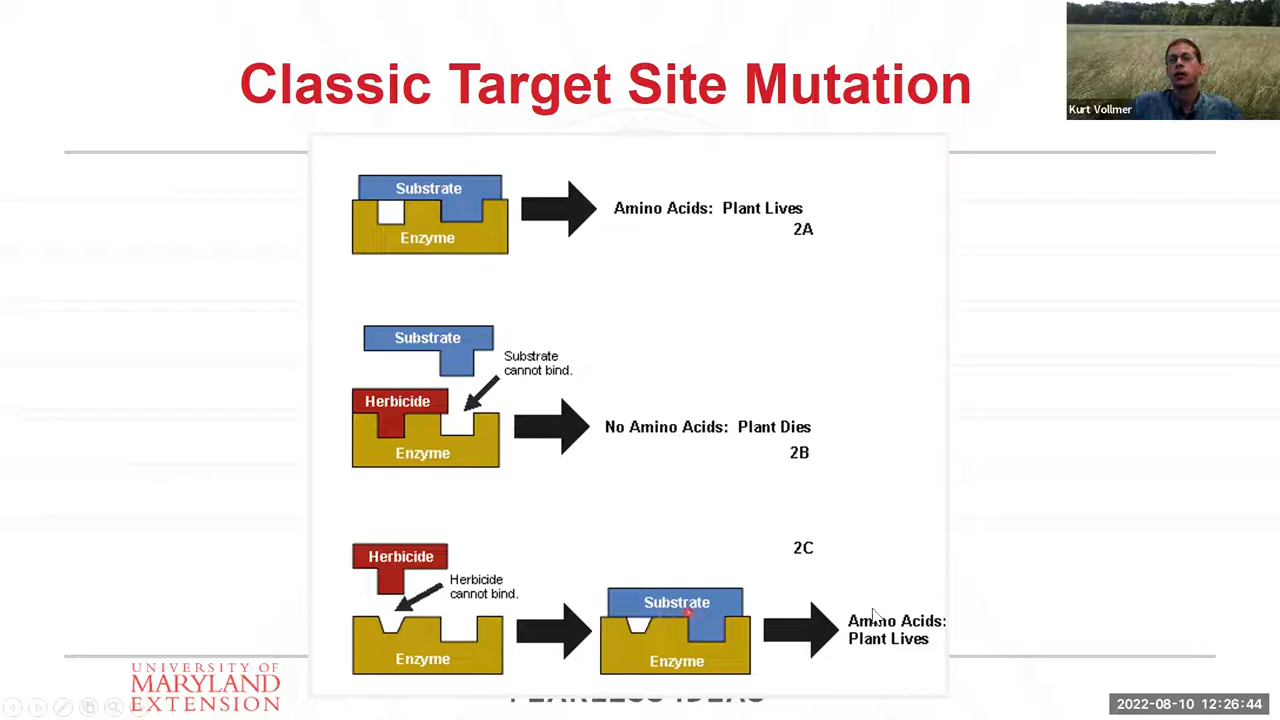 Classic Target Site Mutation
Kurt Vollmer
Substrate
Enzyme
Amino Acids: Plant Lives
2A
Substrate
Substrate
cannot bind.
Herbicide
Enzyme
No Amino Acids: Plant Dies
2B
2C
Herbicide
Herbicide
cannot bind.
Enzyme
Substrate
Enzyme
Amino Acids:
Plant Lives
UNIVERSITY OF
MARYLAND
EXTENSION
FEARLESS IDEAS
2022-08-10 12:26:44